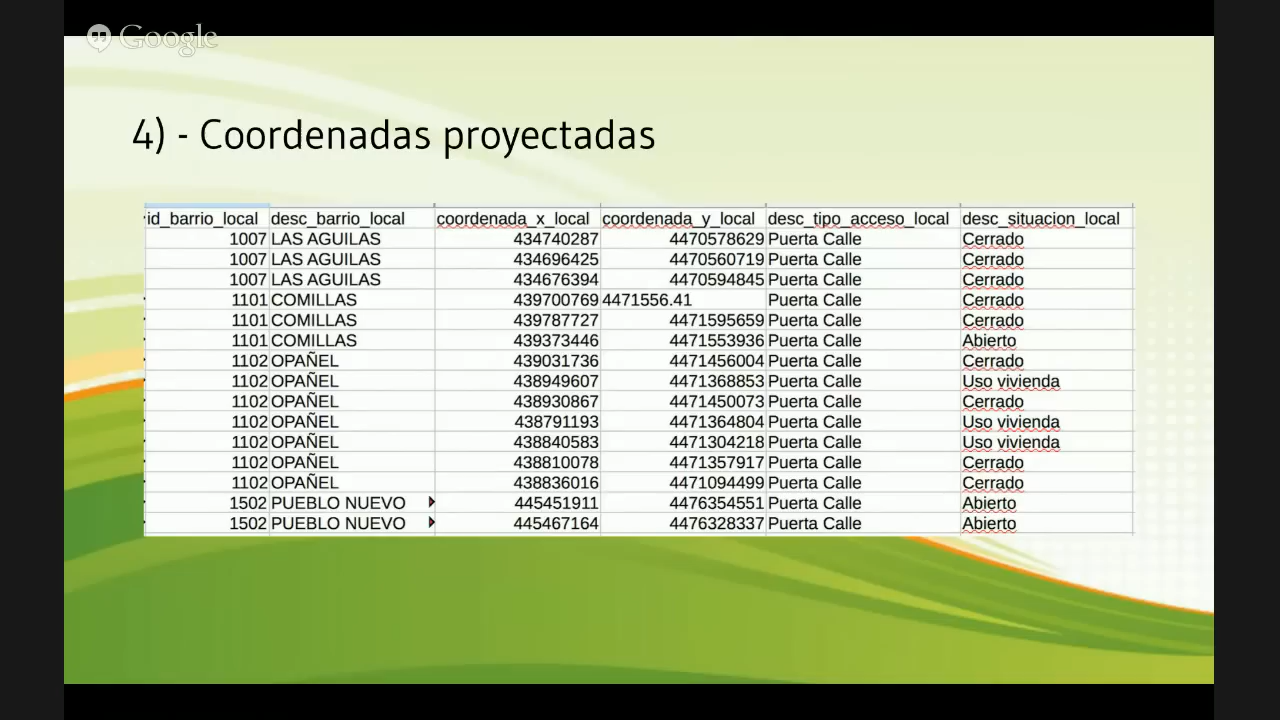 Google
4) - Coordenadas proyectadas
id_barrio_local desc_barrio_local coordenada_x_local coordenada_y_local desc_tipo_acceso_local desc_situacion_local
1007 LAS AGUILAS 434740287 4470578629 Puerta Calle Cerrado
1007 LAS AGUILAS 434696425 4470560719 Puerta Calle Cerrado
1007 LAS AGUILAS 434676394 4470594845 Puerta Calle Cerrado
1101 COMILLAS 439700769 4471556.41 Puerta Calle Cerrado
1101 COMILLAS 439787727 4471595659 Puerta Calle Cerrado
1101 COMILLAS 439373446 4471553936 Puerta Calle Abierto
1102 OPAÑEL 439031736 4471456004 Puerta Calle Cerrado
1102 OPAÑEL 438949607 4471368853 Puerta Calle Uso vivienda
1102 OPAÑEL 438930867 4471450073 Puerta Calle Cerrado
1102 OPAÑEL 438791193 4471364804 Puerta Calle Uso vivienda
1102 OPAÑEL 438840583 4471304218 Puerta Calle Uso vivienda
1102 OPAÑEL 438810078 4471357917 Puerta Calle Cerrado
1102 OPAÑEL 438836016 4471094499 Puerta Calle Cerrado
1502 PUEBLO NUEVO 445451911 4476354551 Puerta Calle Abierto
1502 PUEBLO NUEVO 445467164 4476328337 Puerta Calle Abierto